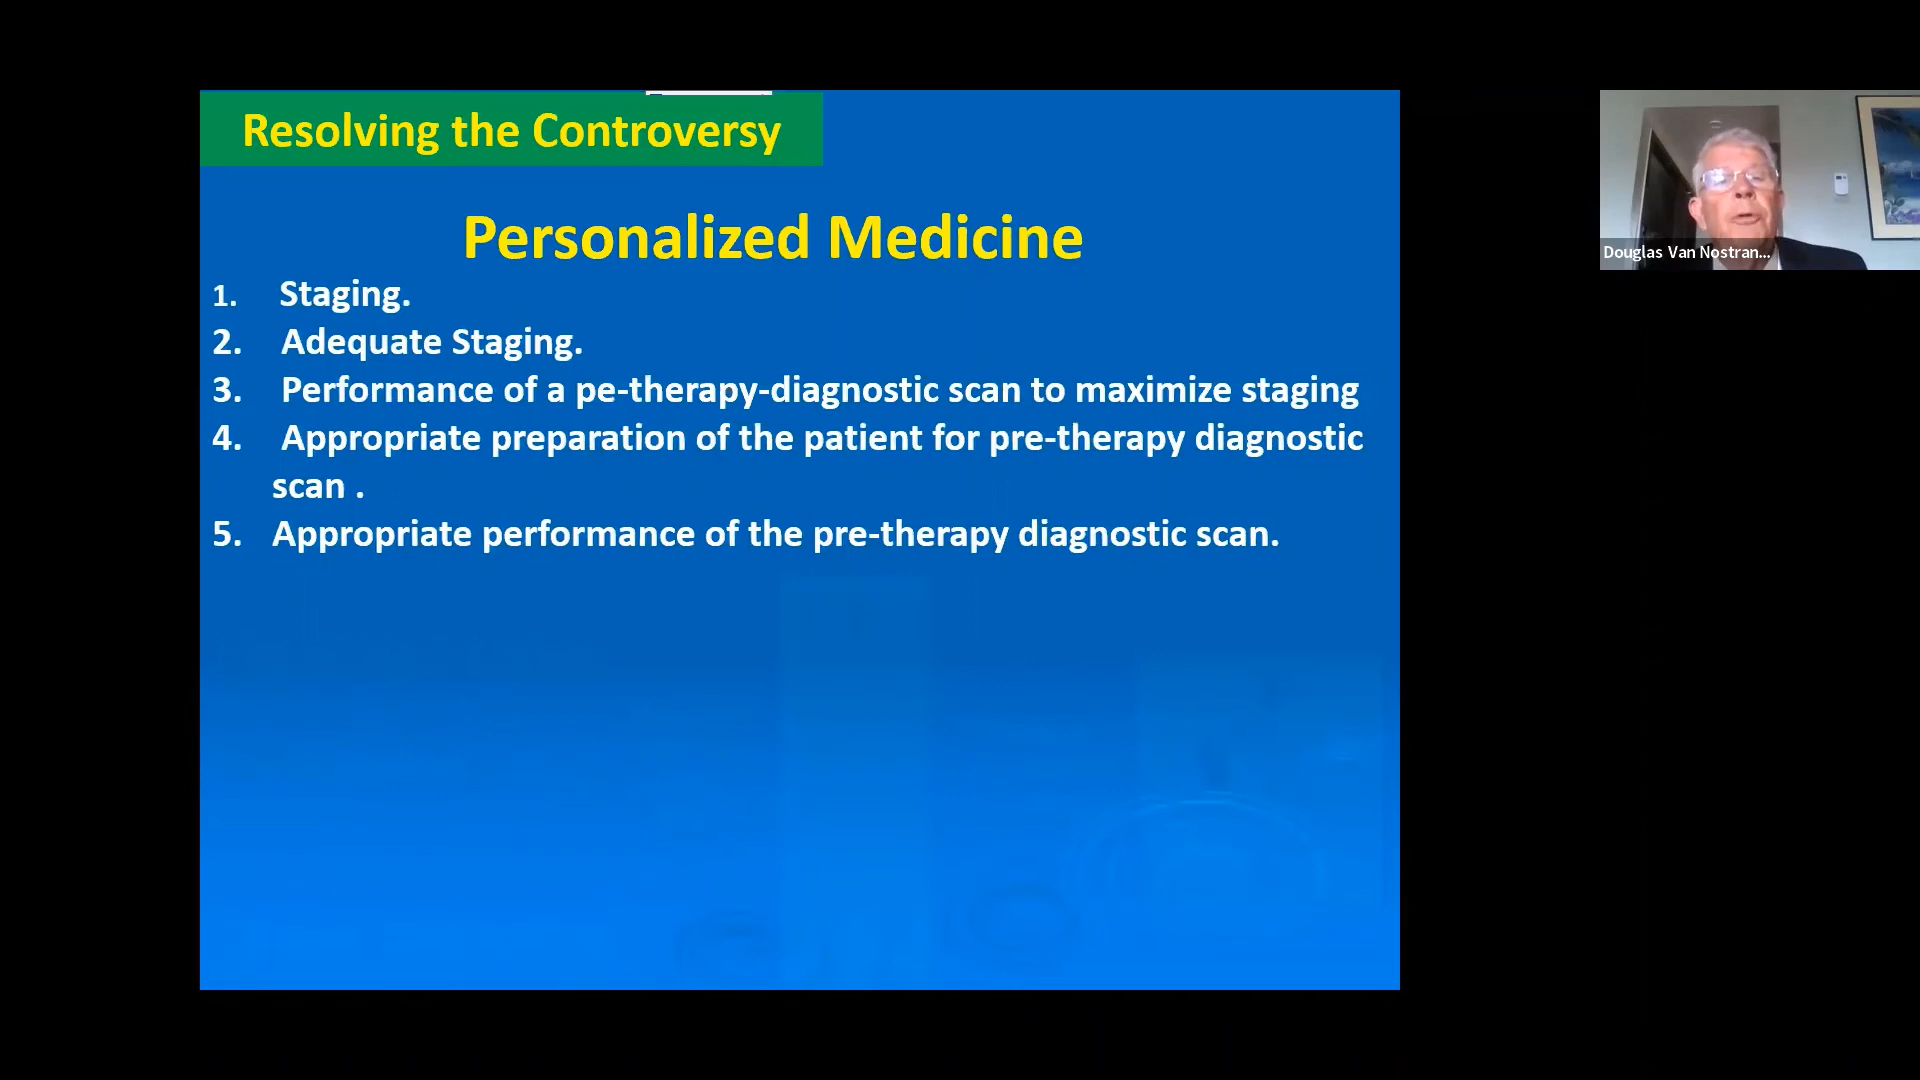 Resolving the Controversy
Personalized Medicine
1. Staging.
2. Adequate Staging.
3. Performance of a pe-therapy-diagnostic scan to maximize staging
4. Appropriate preparation of the patient for pre-therapy diagnostic
scan .
5. Appropriate performance of the pre-therapy diagnostic scan.
Douglas Van Nostran...